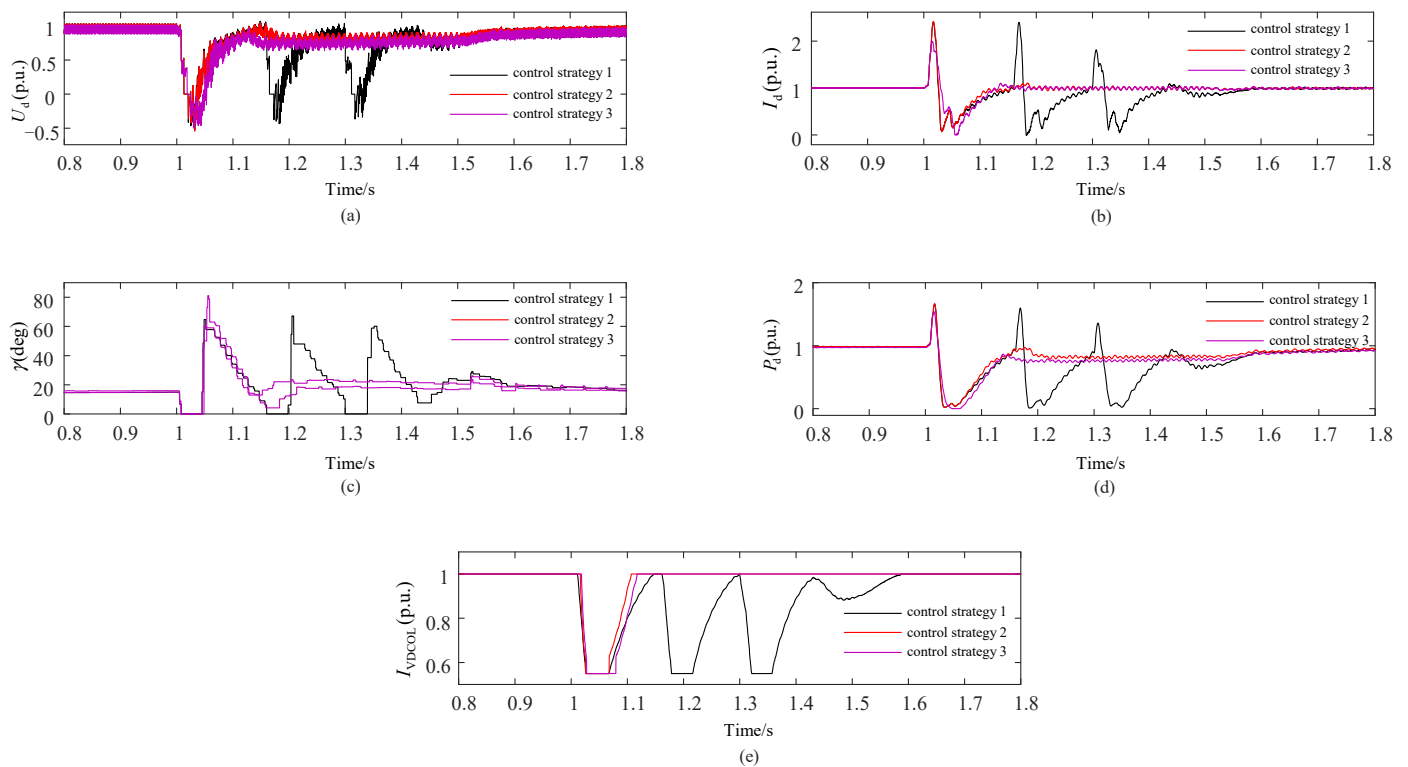 1
0.5
0
−0.5
U_d (p.u.)
control strategy 1
control strategy 2
control strategy 3
0.8 0.9 1 1.1 1.2 1.3 1.4 1.5 1.6 1.7 1.8
Time/s
(a)
2
1
0
I_d (p.u.)
control strategy 1
control strategy 2
control strategy 3
0.8 0.9 1 1.1 1.2 1.3 1.4 1.5 1.6 1.7 1.8
Time/s
(b)
80
60
40
20
0
γ(deg)
control strategy 1
control strategy 2
control strategy 3
0.8 0.9 1 1.1 1.2 1.3 1.4 1.5 1.6 1.7 1.8
Time/s
(c)
2
1
0
P_d (p.u.)
control strategy 1
control strategy 2
control strategy 3
0.8 0.9 1 1.1 1.2 1.3 1.4 1.5 1.6 1.7 1.8
Time/s
(d)
1
0.8
0.6
I_VDCOL (p.u.)
control strategy 1
control strategy 2
control strategy 3
0.8 0.9 1 1.1 1.2 1.3 1.4 1.5 1.6 1.7 1.8
Time/s
(e)